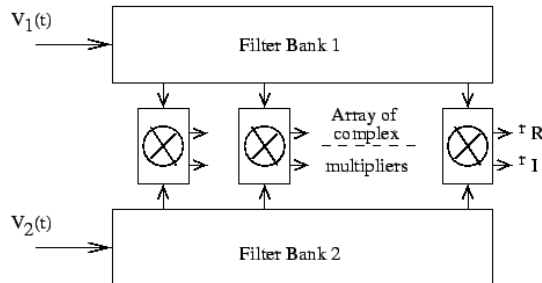 V1(t)
Filter Bank 1
Array of
complex
multipliers
r R
r I
V2(t)
Filter Bank 2